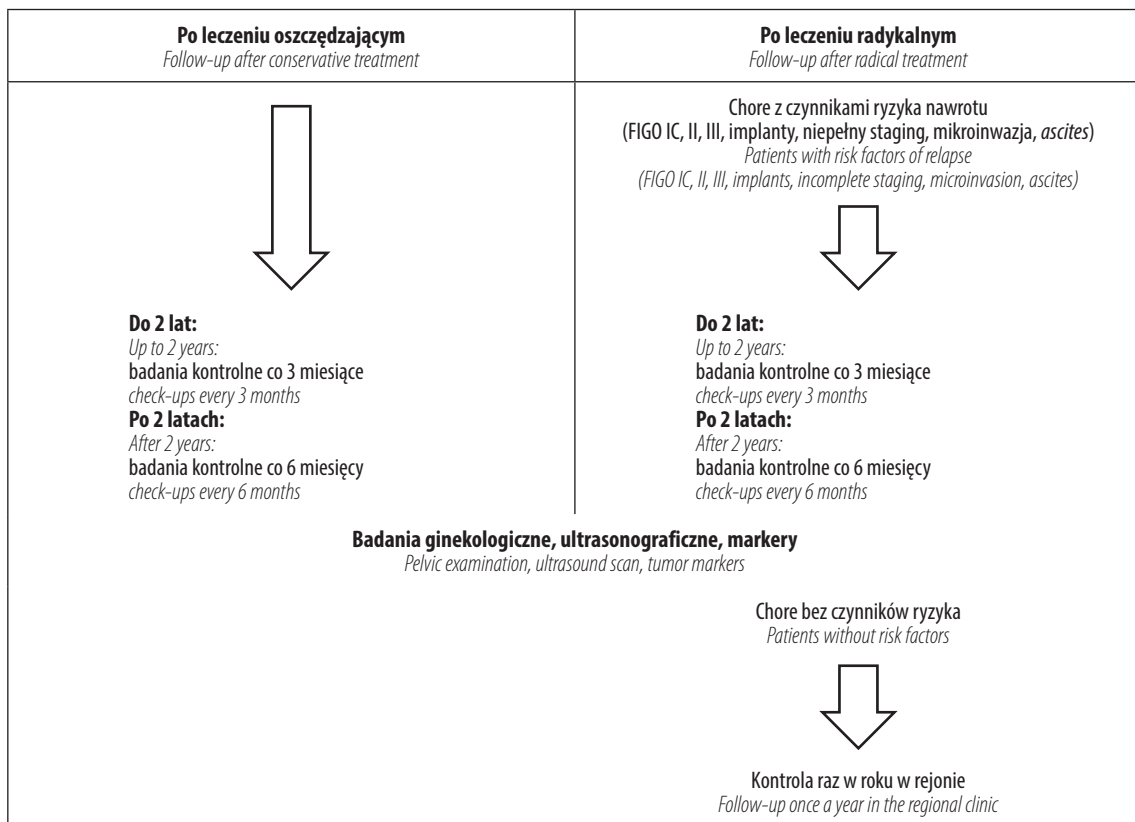 Po leczeniu oszczędzającym
Follow-up after conservative treatment
Po leczeniu radykalnym
Follow-up after radical treatment
Chore z czynnikami ryzyka nawrotu
(FIGO IC, II, III, implanty, niepełny staging, mikroinwazja, ascites)
Patients with risk factors of relapse
(FIGO IC, II, III, implants, incomplete staging, microinvasion, ascites)
Do 2 lat:
Up to 2 years:
badania kontrolne co 3 miesiące
check-ups every 3 months
Po 2 latach:
After 2 years:
badania kontrolne co 6 miesięcy
check-ups every 6 months
Do 2 lat:
Up to 2 years:
badania kontrolne co 3 miesiące
check-ups every 3 months
Po 2 latach:
After 2 years:
badania kontrolne co 6 miesięcy
check-ups every 6 months
Badania ginekologiczne, ultrasonograficzne, markery
Pelvic examination, ultrasound scan, tumor markers
Chore bez czynników ryzyka
Patients without risk factors
Kontrola raz w roku w rejonie
Follow-up once a year in the regional clinic